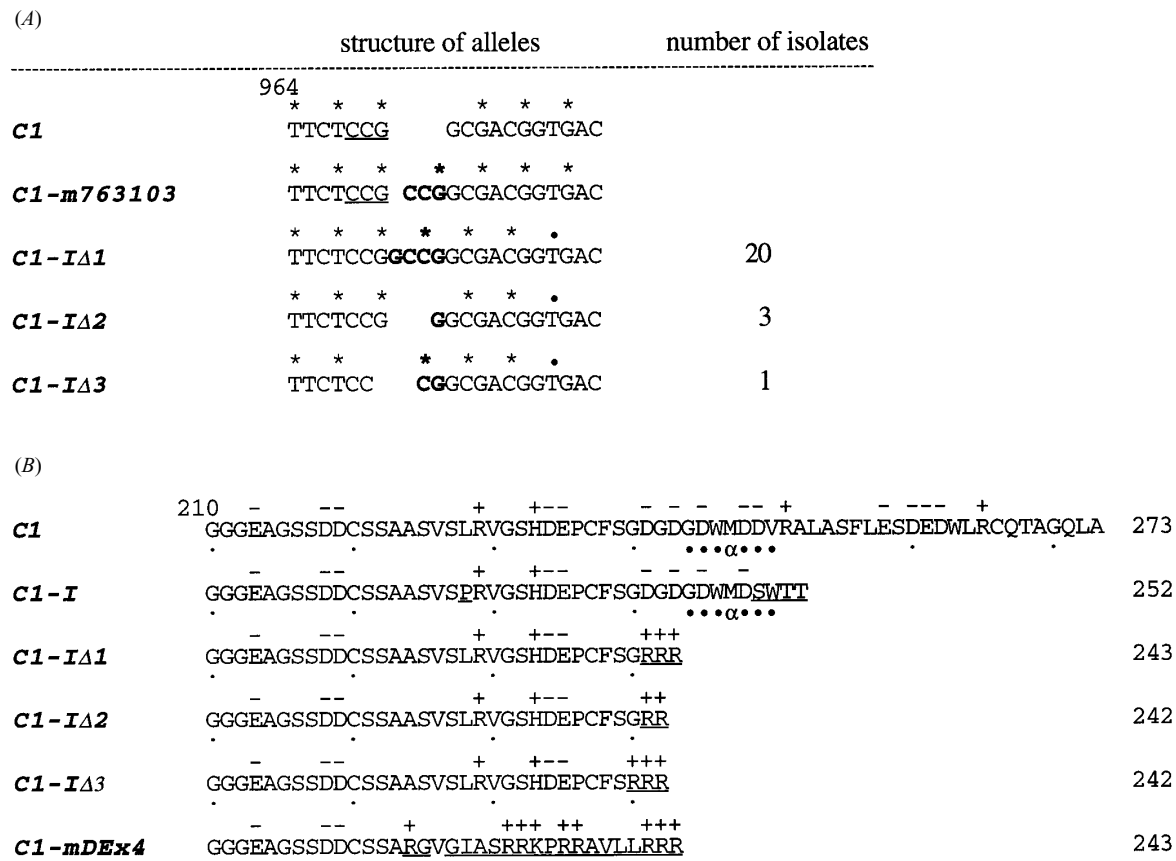 (A)
structure of alleles number of isolates
964
* * * * * *
C1 TTCTCCG GCGACGGTGAC
* * * * * * *
C1-m763103 TTCTCCG CCGGCGACGGTGAC
* * * * * * •
C1-IΔ1 TTCTCCGGCCGGCGACGGTGAC 20
* * * * * •
C1-IΔ2 TTCTCCG GGCGACGGTGAC 3
* * * * * •
C1-IΔ3 TTCTCC CGGCGACGGTGAC 1
(B)
210 - -- + +-- - - - -- + - --- +
C1 GGGEAGSSDDCSSAASVSLRVGSHDEPCFSGDGDGDWMDDVRALASFLESDEDWLRCQTAGQLA 273
. . . . •••α••• . .
- -- + +-- - - - -
C1-I GGGEAGSSDDCSSAASVSPRVGSHDEPCFSGDGDGDWMDSWTT 252
. . . . •••α•••
- -- + +-- +++
C1-IΔ1 GGGEAGSSDDCSSAASVSLRVGSHDEPCFSGRRR 243
. . . .
- -- + +-- ++
C1-IΔ2 GGGEAGSSDDCSSAASVSLRVGSHDEPCFSGRR 242
. . . .
- -- + +-- +++
C1-IΔ3 GGGEAGSSDDCSSAASVSLRVGSHDEPCFSRRR 242
. . . .
- -- + +++ ++ +++
C1-mDEx4 GGGEAGSSDDCSSARGVGIASRRKPRRAVLLRRR 243